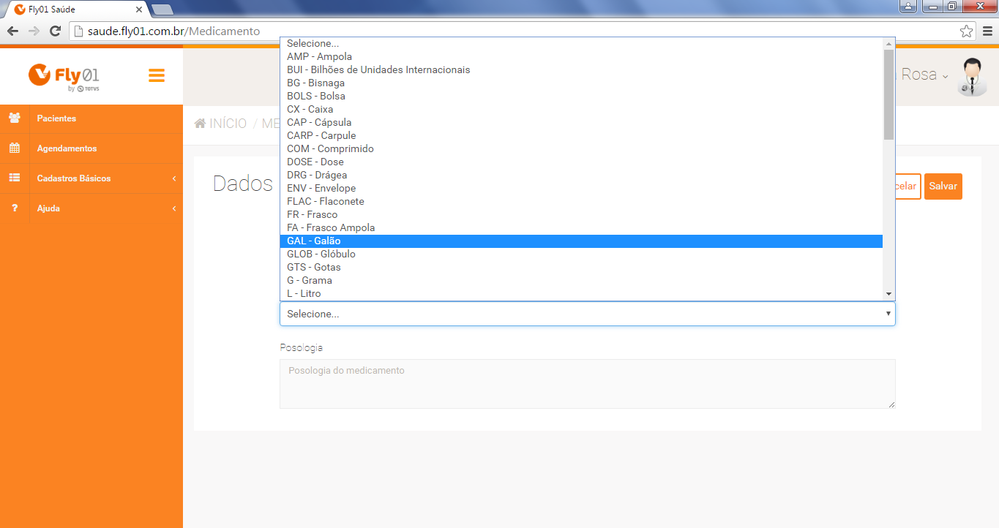 Fly01 Saúde
saude.fly01.com.br/Medicamento
Fly01
by TOTVS
Rosa
Pacientes
Agendamentos
Cadastros Básicos
Ajuda
?
INÍCIO / ME
Dados
celar
Salvar
Selecione...
AMP - Ampola
BUI - Bilhões de Unidades Internacionais
BG - Bisnaga
BOLS - Bolsa
CX - Caixa
CAP - Cápsula
CARP - Carpule
COM - Comprimido
DOSE - Dose
DRG - Drágea
ENV - Envelope
FLAC - Flaconete
FR - Frasco
FA - Frasco Ampola
GAL - Galão
GLOB - Glóbulo
GTS - Gotas
G - Grama
L - Litro
Selecione...
Posologia
Posologia do medicamento